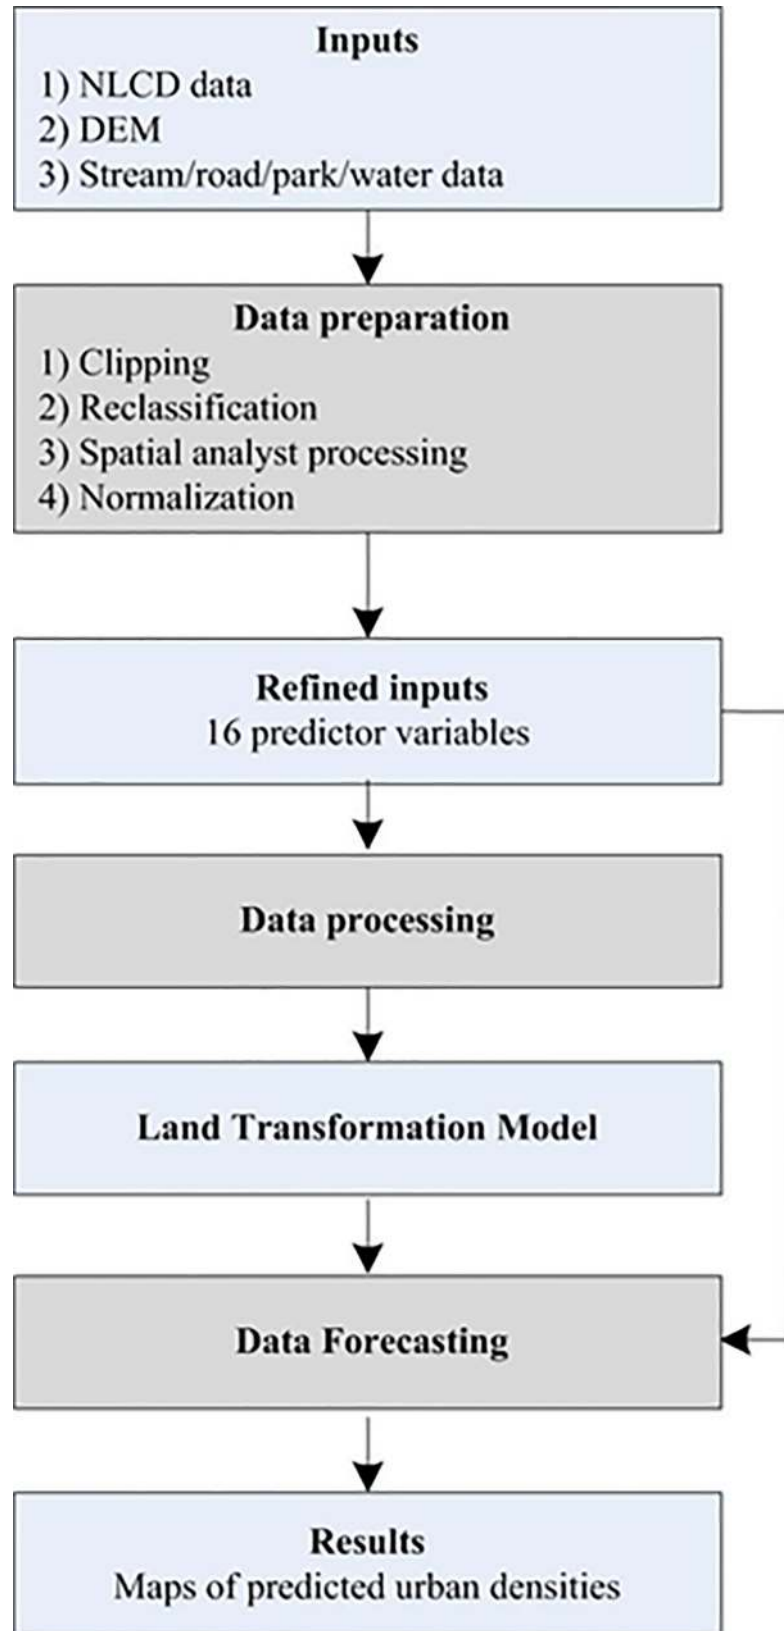 Inputs
1) NLCD data
2) DEM
3) Stream/road/park/water data
Data preparation
1) Clipping
2) Reclassification
3) Spatial analyst processing
4) Normalization
Refined inputs
16 predictor variables
Data processing
Land Transformation Model
Data Forecasting
Results
Maps of predicted urban densities